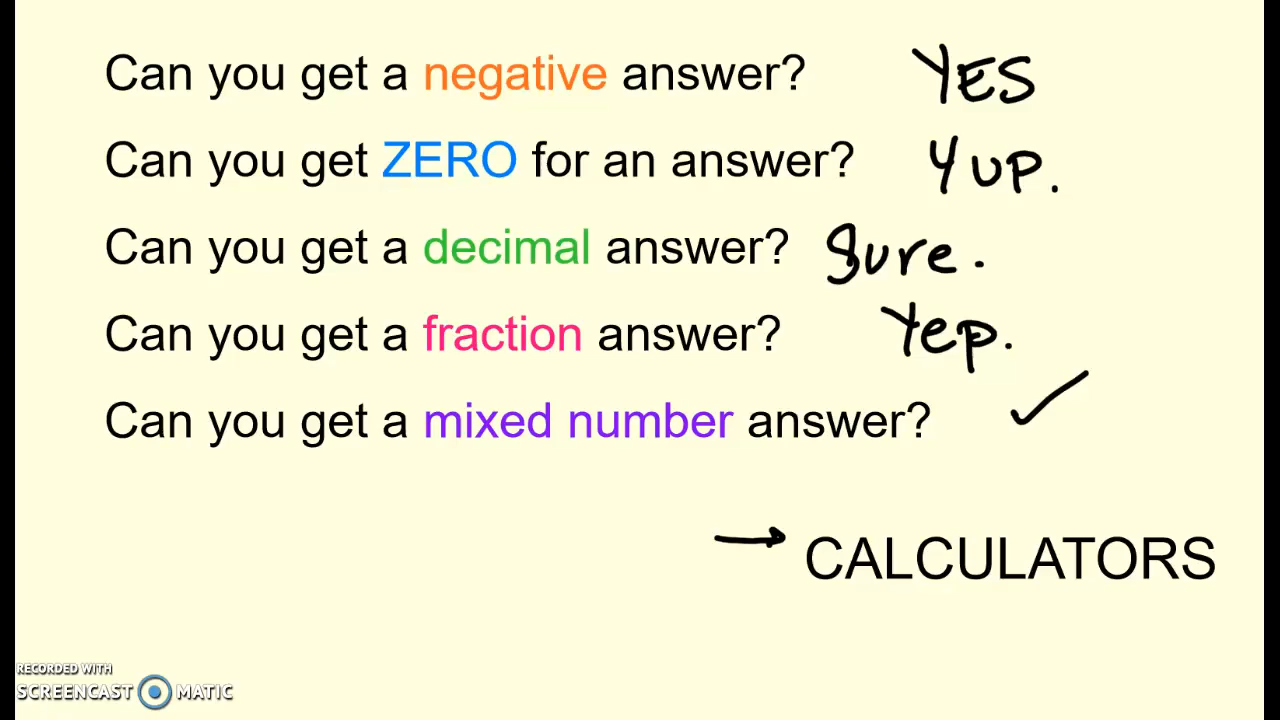 Can you get a negative answer? YES
Can you get ZERO for an answer? Yup.
Can you get a decimal answer? Sure.
Can you get a fraction answer? Yep.
Can you get a mixed number answer? ✓
→ CALCULATORS
RECORDED WITH
SCREENCAST MATIC